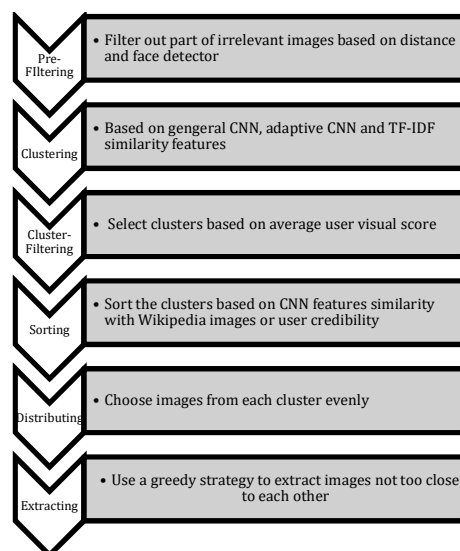 Pre-
FIltering
• Filter out part of irrelevant images based on distance
and face detector
Clustering
• Based on gengeral CNN, adaptive CNN and TF-IDF
similarity features
Cluster-
Filtering
• Select clusters based on average user visual score
Sorting
• Sort the clusters based on CNN features similarity
with Wikipedia images or user credibility
Distributing
• Choose images from each cluster evenly
Extracting
• Use a greedy strategy to extract images not too close
to each other